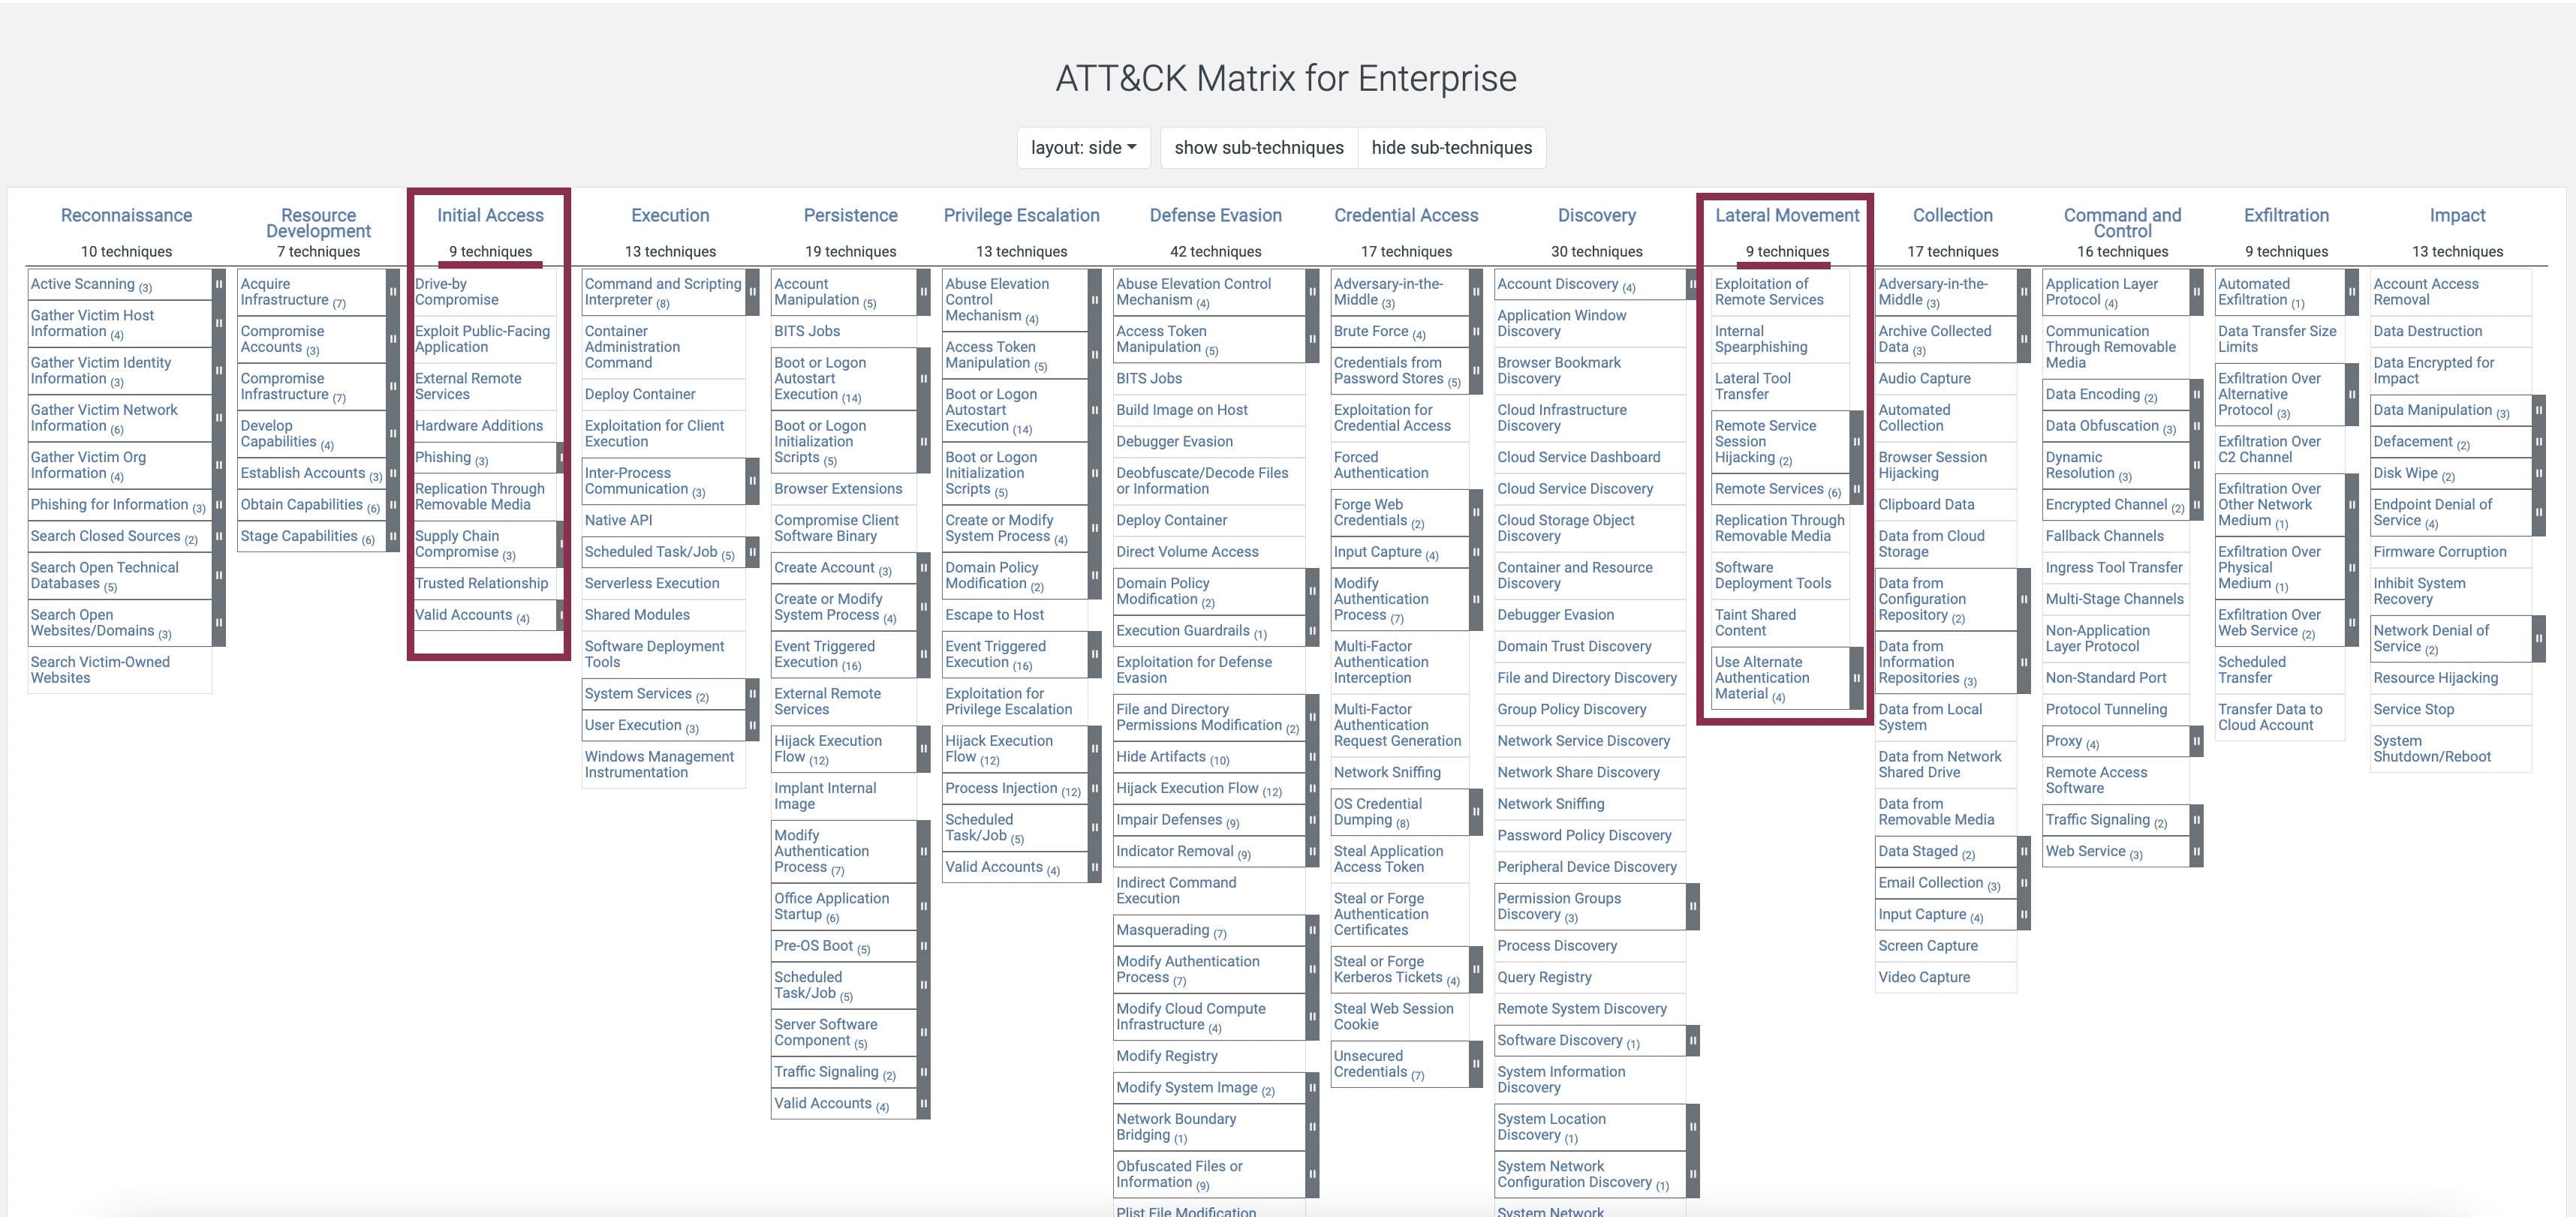 ATT&CK Matrix for Enterprise
layout: side
show sub-techniques
hide sub-techniques
Reconnaissance
10 techniques
Active Scanning (3)
Gather Victim Host
Information (4)
Gather Victim Identity
Information (3)
Gather Victim Network
Information (6)
Gather Victim Org
Information (4)
Phishing for Information (3)
Search Closed Sources (2)
Search Open Technical
Databases (5)
Search Open
Websites/Domains (3)
Search Victim-Owned
Websites
Resource
Development
7 techniques
Acquire
Infrastructure (7)
Compromise
Accounts (3)
Compromise
Infrastructure (7)
Develop
Capabilities (4)
Establish Accounts (3)
Obtain Capabilities (6)
Stage Capabilities (6)
Initial Access
9 techniques
Drive-by
Compromise
Exploit Public-Facing
Application
External Remote
Services
Hardware Additions
Phishing (3)
Replication Through
Removable Media
Supply Chain
Compromise (3)
Trusted Relationship
Valid Accounts (4)
Execution
13 techniques
Command and Scripting
Interpreter (8)
Container
Administration
Command
Deploy Container
Exploitation for Client
Execution
Inter-Process
Communication (3)
Native API
Scheduled Task/Job (5)
Serverless Execution
Shared Modules
Software Deployment
Tools
System Services (2)
User Execution (3)
Windows Management
Instrumentation
Persistence
19 techniques
Account
Manipulation (5)
BITS Jobs
Boot or Logon
Autostart
Execution (14)
Boot or Logon
Initialization
Scripts (5)
Browser Extensions
Compromise Client
Software Binary
Create Account (3)
Create or Modify
System Process (4)
Event Triggered
Execution (16)
External Remote
Services
Hijack Execution
Flow (12)
Implant Internal
Image
Modify
Authentication
Process (7)
Office Application
Startup (6)
Pre-OS Boot (5)
Scheduled
Task/Job (5)
Server Software
Component (5)
Traffic Signaling (2)
Valid Accounts (4)
Privilege Escalation
13 techniques
Abuse Elevation
Control
Mechanism (4)
Access Token
Manipulation (5)
Boot or Logon
Autostart
Execution (14)
Boot or Logon
Initialization
Scripts (5)
Create or Modify
System Process (4)
Domain Policy
Modification (2)
Escape to Host
Event Triggered
Execution (16)
Exploitation for
Privilege Escalation
Hijack Execution
Flow (12)
Process Injection (12)
Scheduled
Task/Job (5)
Valid Accounts (4)
Defense Evasion
42 techniques
Abuse Elevation Control
Mechanism (4)
Access Token
Manipulation (5)
BITS Jobs
Build Image on Host
Debugger Evasion
Deobfuscate/Decode Files
or Information
Deploy Container
Direct Volume Access
Domain Policy
Modification (2)
Execution Guardrails (1)
Exploitation for Defense
Evasion
File and Directory
Permissions Modification (2)
Hide Artifacts (10)
Hijack Execution Flow (12)
Impair Defenses (9)
Indicator Removal (9)
Indirect Command
Execution
Masquerading (7)
Modify Authentication
Process (7)
Modify Cloud Compute
Infrastructure (4)
Modify Registry
Modify System Image (2)
Network Boundary
Bridging (1)
Obfuscated Files or
Information (9)
Plist File Modification
Credential Access
17 techniques
Adversary-in-the-
Middle (3)
Brute Force (4)
Credentials from
Password Stores (5)
Exploitation for
Credential Access
Forced
Authentication
Forge Web
Credentials (2)
Input Capture (4)
Modify
Authentication
Process (7)
Multi-Factor
Authentication
Interception
Multi-Factor
Authentication
Request Generation
Network Sniffing
OS Credential
Dumping (8)
Steal Application
Access Token
Steal or Forge
Authentication
Certificates
Steal or Forge
Kerberos Tickets (4)
Steal Web Session
Cookie
Unsecured
Credentials (7)
Discovery
30 techniques
Account Discovery (4)
Application Window
Discovery
Browser Bookmark
Discovery
Cloud Infrastructure
Discovery
Cloud Service Dashboard
Cloud Service Discovery
Cloud Storage Object
Discovery
Container and Resource
Discovery
Debugger Evasion
Domain Trust Discovery
File and Directory Discovery
Group Policy Discovery
Network Service Discovery
Network Share Discovery
Network Sniffing
Password Policy Discovery
Peripheral Device Discovery
Permission Groups
Discovery (3)
Process Discovery
Query Registry
Remote System Discovery
Software Discovery (1)
System Information
Discovery
System Location
Discovery (1)
System Network
Configuration Discovery (1)
System Network
Lateral Movement
9 techniques
Exploitation of
Remote Services
Internal
Spearphishing
Lateral Tool
Transfer
Remote Service
Session
Hijacking (2)
Remote Services (6)
Replication Through
Removable Media
Software
Deployment Tools
Taint Shared
Content
Use Alternate
Authentication
Material (4)
Collection
17 techniques
Adversary-in-the-
Middle (3)
Archive Collected
Data (3)
Audio Capture
Automated
Collection
Browser Session
Hijacking
Clipboard Data
Data from Cloud
Storage
Data from
Configuration
Repository (2)
Data from
Information
Repositories (3)
Data from Local
System
Data from Network
Shared Drive
Data from
Removable Media
Data Staged (2)
Email Collection (3)
Input Capture (4)
Screen Capture
Video Capture
Command and
Control
16 techniques
Application Layer
Protocol (4)
Communication
Through Removable
Media
Data Encoding (2)
Data Obfuscation (3)
Dynamic
Resolution (3)
Encrypted Channel (2)
Fallback Channels
Ingress Tool Transfer
Multi-Stage Channels
Non-Application
Layer Protocol
Non-Standard Port
Protocol Tunneling
Proxy (4)
Remote Access
Software
Traffic Signaling (2)
Web Service (3)
Exfiltration
9 techniques
Automated
Exfiltration (1)
Data Transfer Size
Limits
Exfiltration Over
Alternative
Protocol (3)
Exfiltration Over
C2 Channel
Exfiltration Over
Other Network
Medium (1)
Exfiltration Over
Physical
Medium (1)
Exfiltration Over
Web Service (2)
Scheduled
Transfer
Transfer Data to
Cloud Account
Impact
13 techniques
Account Access
Removal
Data Destruction
Data Encrypted for
Impact
Data Manipulation (3)
Defacement (2)
Disk Wipe (2)
Endpoint Denial of
Service (4)
Firmware Corruption
Inhibit System
Recovery
Network Denial of
Service (2)
Resource Hijacking
Service Stop
System
Shutdown/Reboot